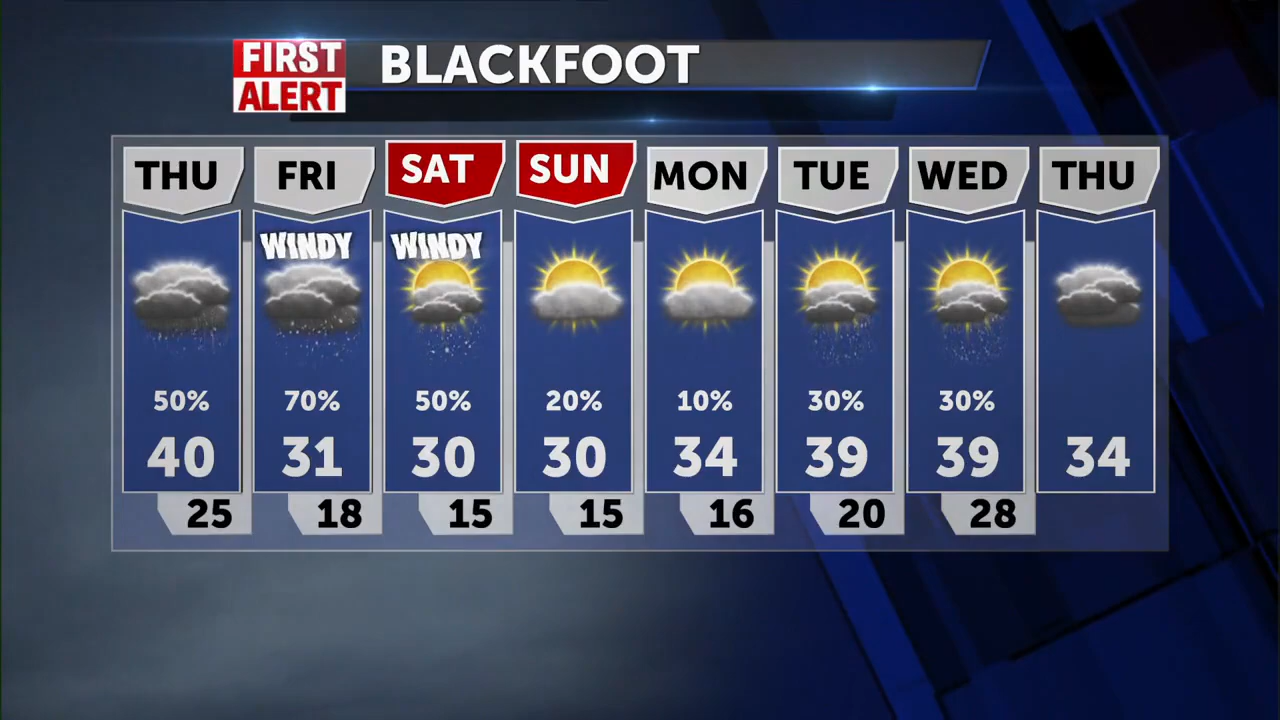 FIRST
ALERT
BLACKFOOT
THU FRI SAT SUN MON TUE WED THU
WINDY WINDY
50% 70% 50% 20% 10% 30% 30%
40 31 30 30 34 39 39 34
25 18 15 15 16 20 28